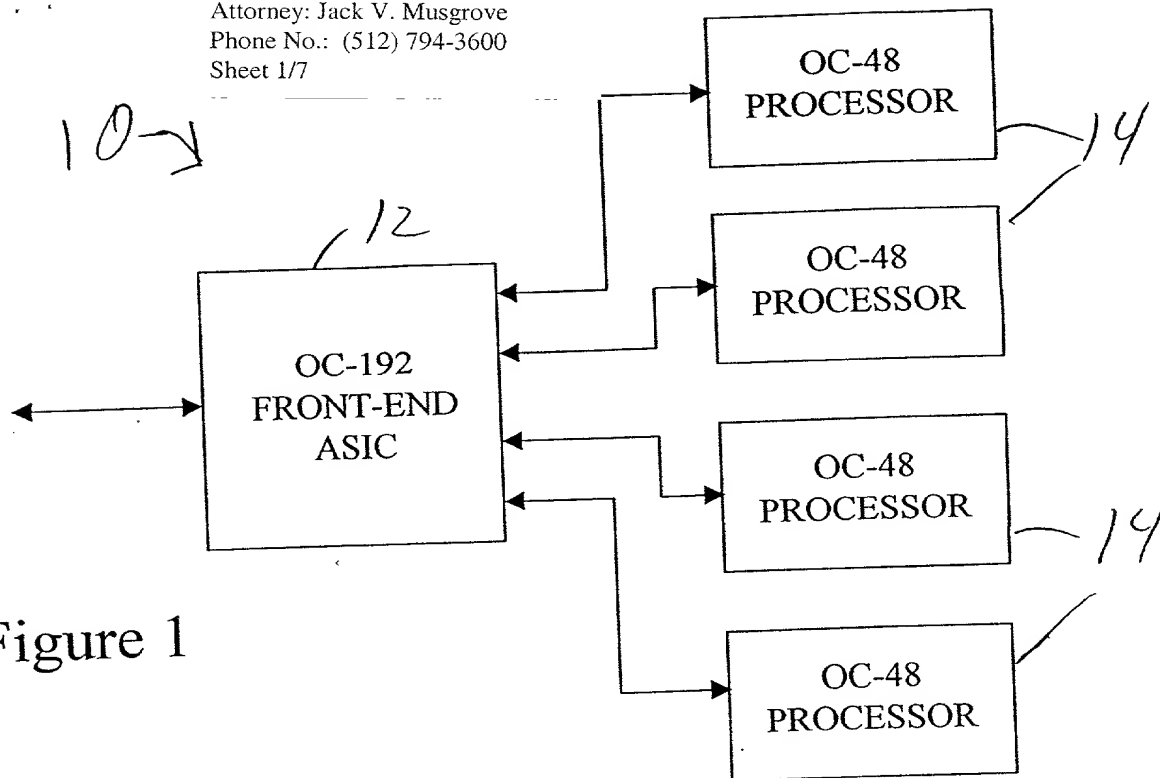 Attorney: Jack V. Musgrove
Phone No.: (512) 794-3600
Sheet 1/7
10
12
14
14
OC-48
PROCESSOR
OC-48
PROCESSOR
OC-192
FRONT-END
ASIC
OC-48
PROCESSOR
OC-48
PROCESSOR
Figure 1